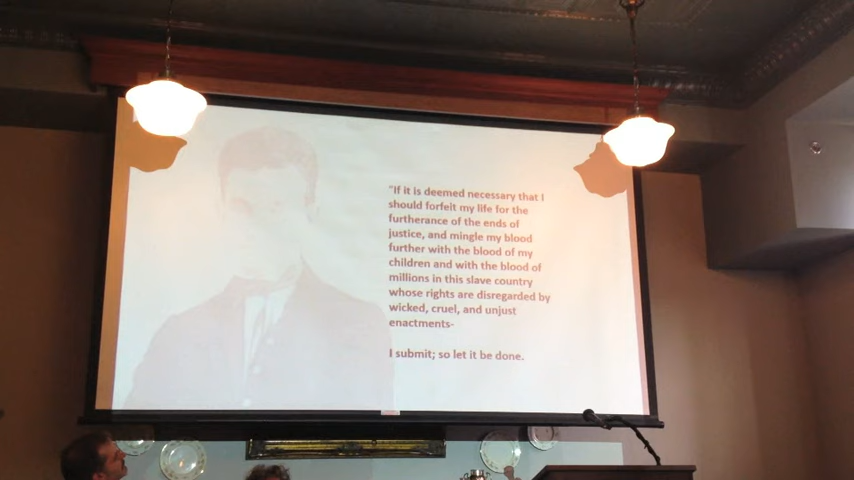 "If it is deemed necessary that I
should forfeit my life for the
furtherance of the ends of
justice, and mingle my blood
further with the blood of my
children and with the blood of
millions in this slave country
whose rights are disregarded by
wicked, cruel, and unjust
enactments-
I submit; so let it be done.